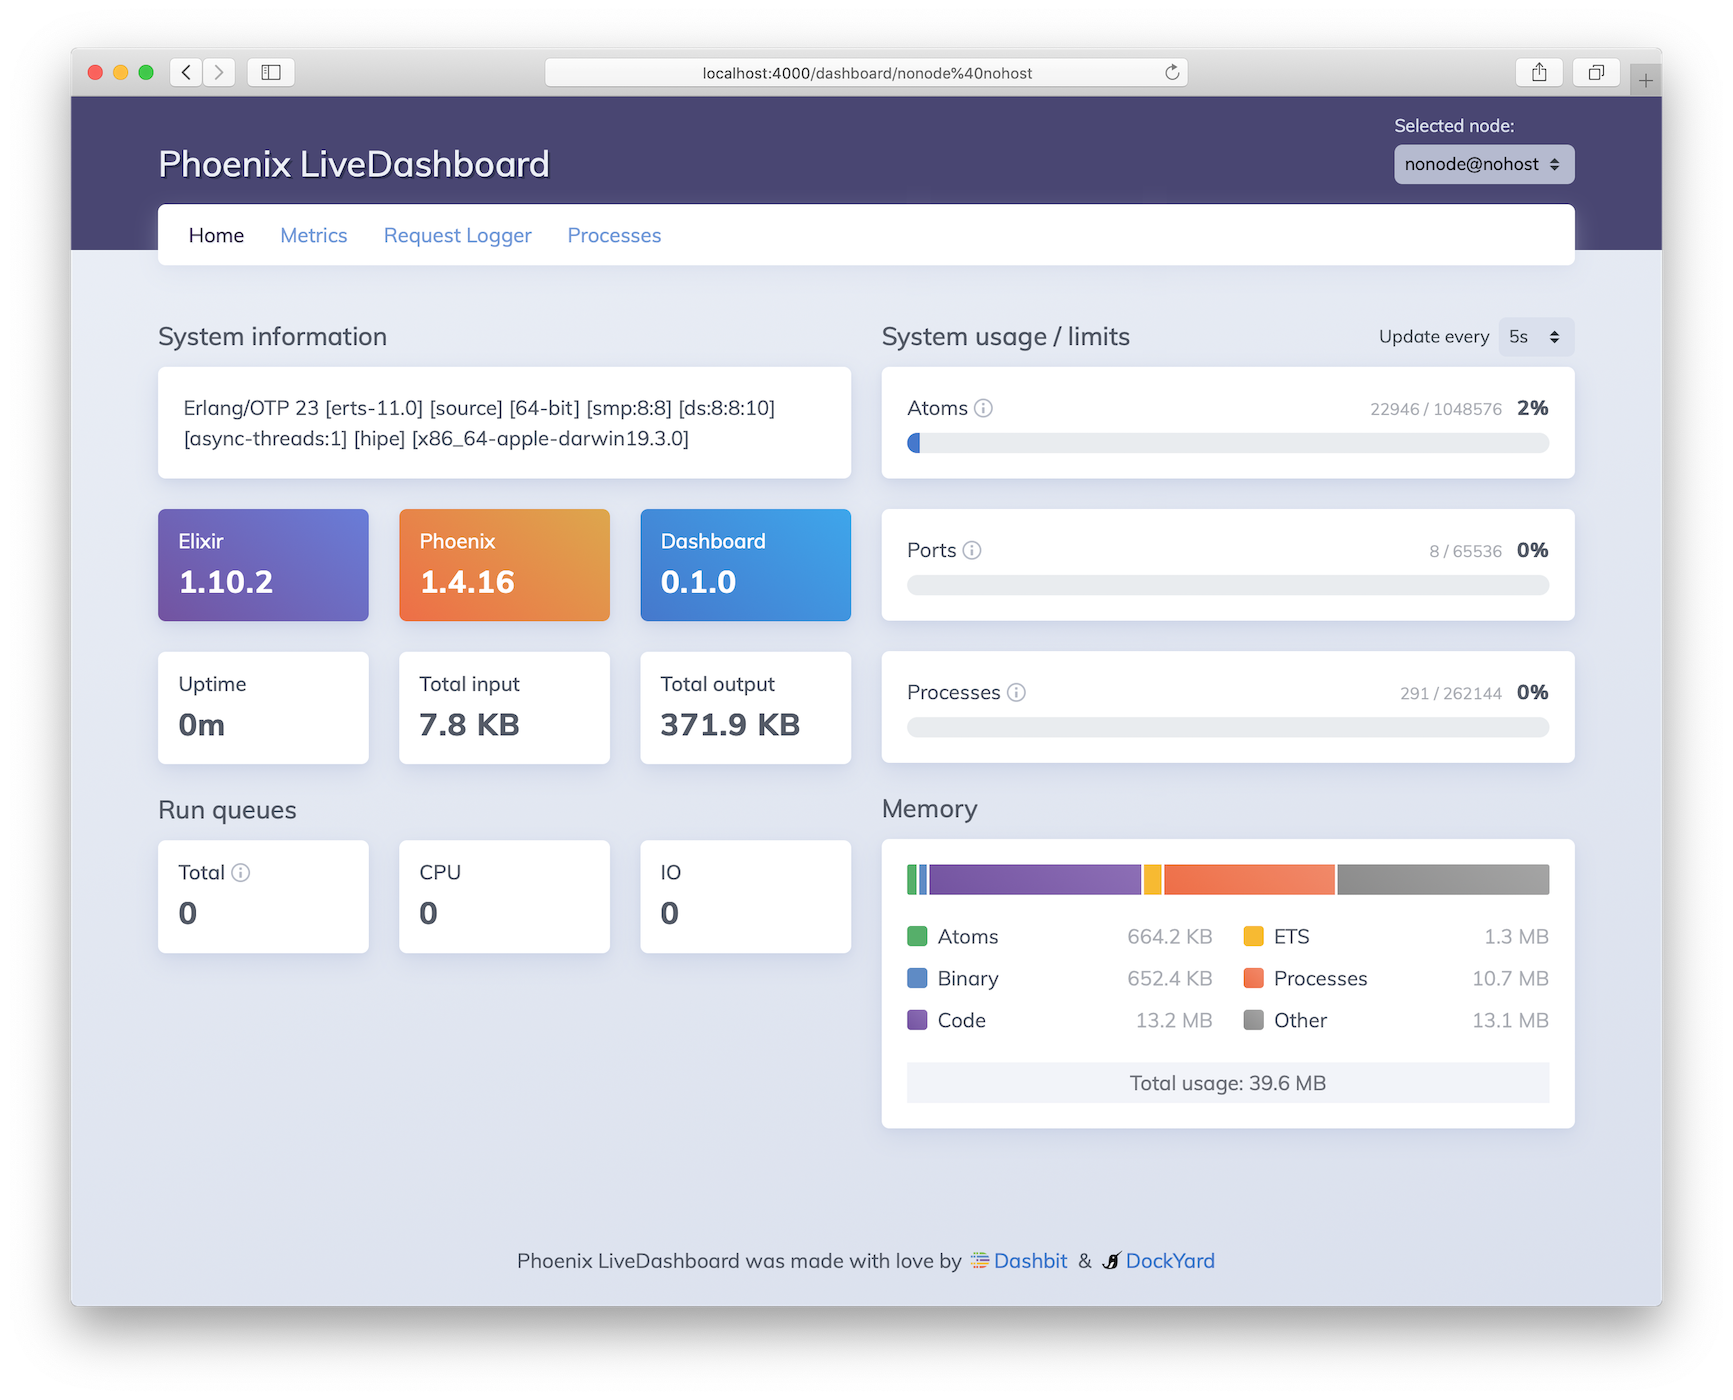 localhost:4000/dashboard/nonode%40nohost
Selected node:
Phoenix LiveDashboard
nonode@nohost
Home Metrics Request Logger Processes
System information
Erlang/OTP 23 [erts-11.0] [source] [64-bit] [smp:8:8] [ds:8:8:10]
[async-threads:1] [hipe] [x86_64-apple-darwin19.3.0]
Elixir
1.10.2
Phoenix
1.4.16
Dashboard
0.1.0
Uptime
0m
Total input
7.8 KB
Total output
371.9 KB
Run queues
Total
0
CPU
0
IO
0
System usage / limits
Update every 5s
Atoms 22946 / 1048576 2%
Ports 8 / 65536 0%
Processes 291 / 262144 0%
Memory
Atoms 664.2 KB ETS 1.3 MB
Binary 652.4 KB Processes 10.7 MB
Code 13.2 MB Other 13.1 MB
Total usage: 39.6 MB
Phoenix LiveDashboard was made with love by Dashbit & DockYard